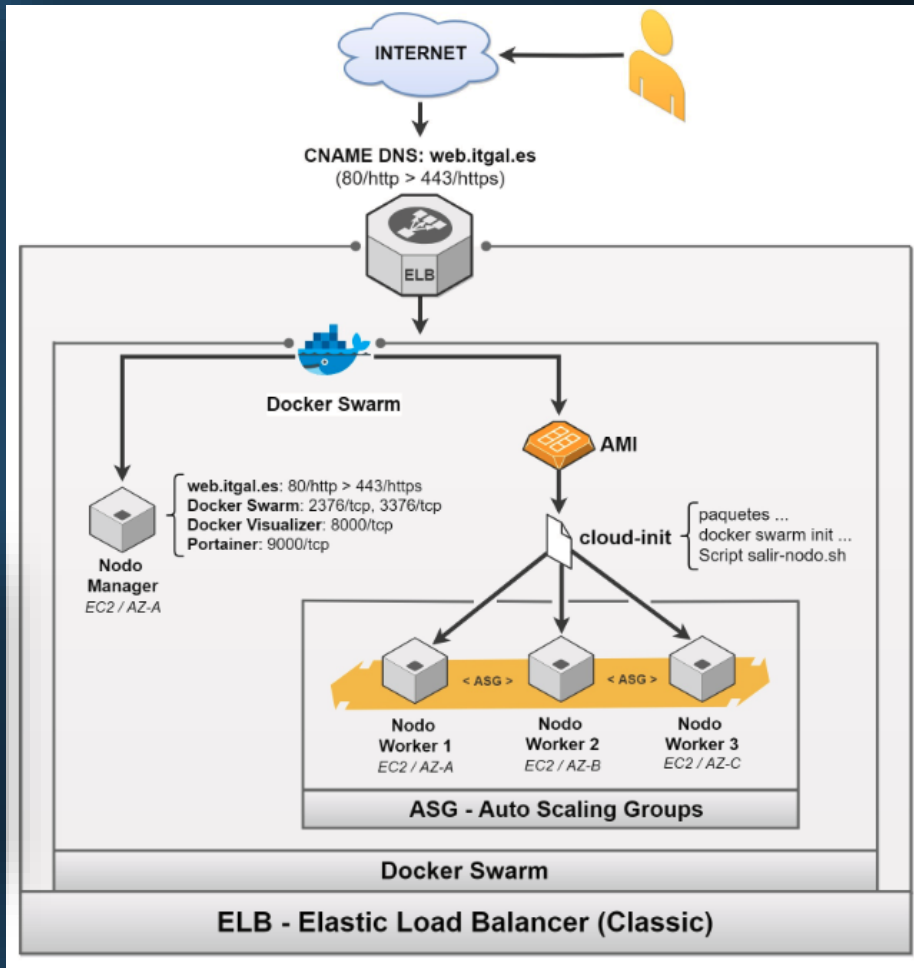 INTERNET
CNAME DNS: web.itgal.es
(80/http > 443/https)
ELB
Docker Swarm
AMI
web.itgal.es: 80/http > 443/https
Docker Swarm: 2376/tcp, 3376/tcp
Docker Visualizer: 8000/tcp
Portainer: 9000/tcp
Nodo
Manager
EC2 / AZ-A
cloud-init
paquetes ...
docker swarm init ...
Script salir-nodo.sh
< ASG >
< ASG >
Nodo
Worker 1
EC2 / AZ-A
Nodo
Worker 2
EC2 / AZ-B
Nodo
Worker 3
EC2 / AZ-C
ASG - Auto Scaling Groups
Docker Swarm
ELB - Elastic Load Balancer (Classic)